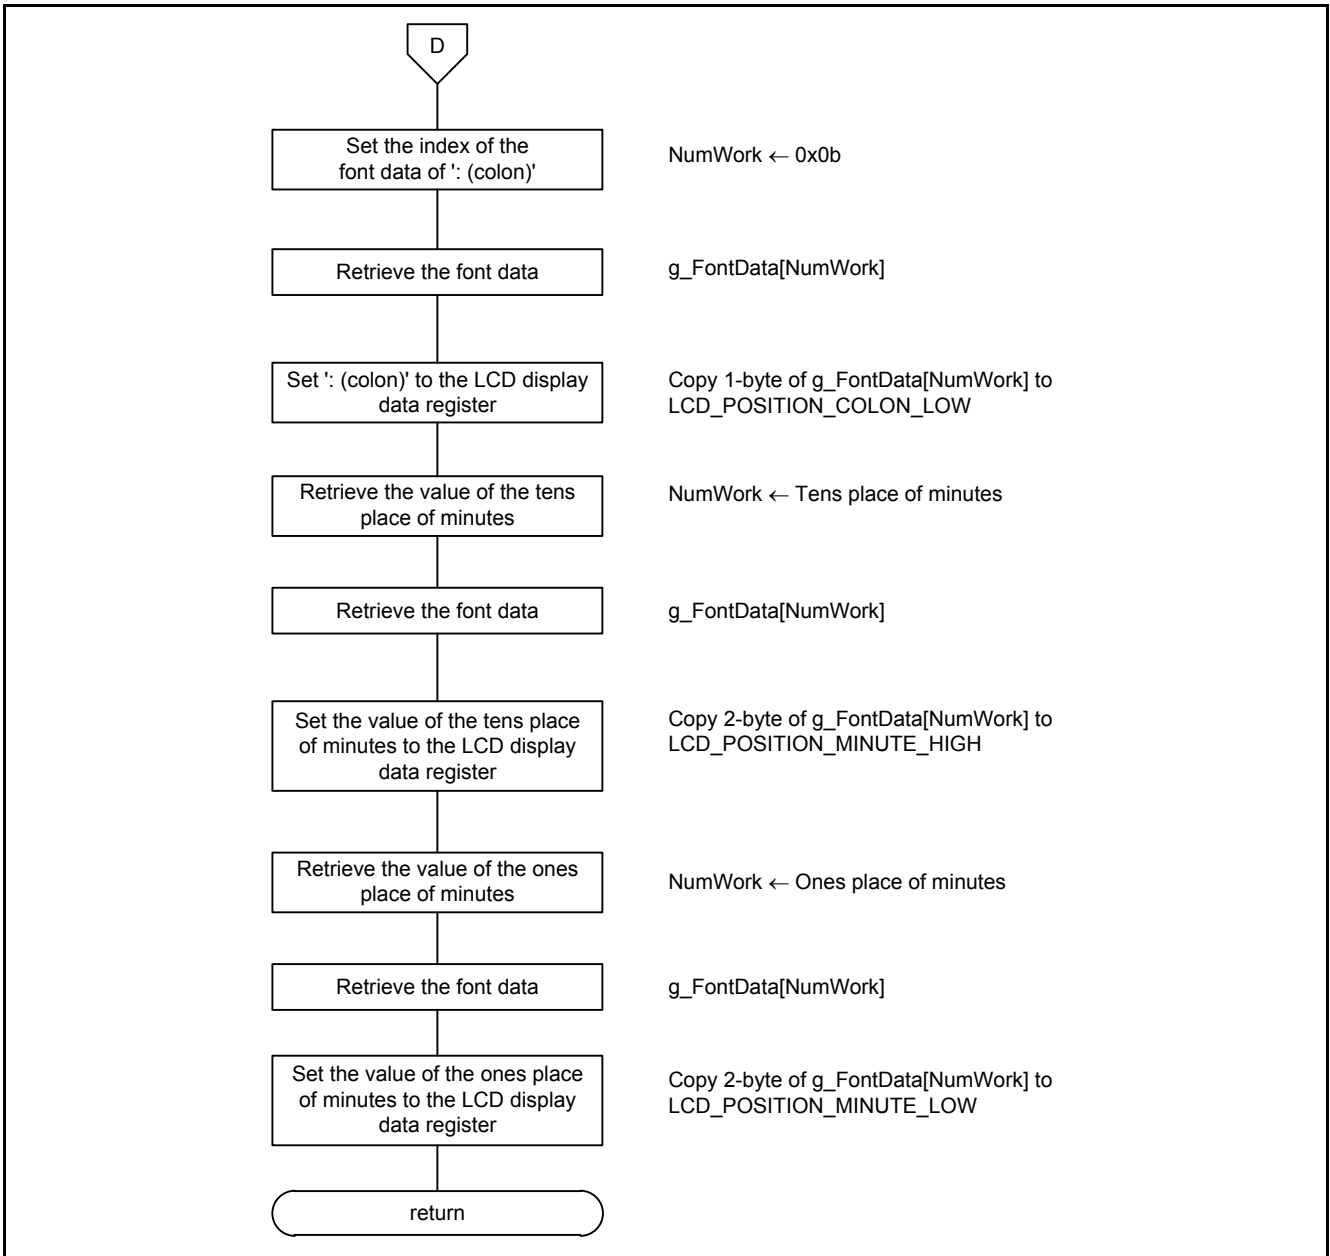 D
Set the index of the
font data of ': (colon)'
NumWork ← 0x0b
Retrieve the font data
g_FontData[NumWork]
Set ': (colon)' to the LCD display
data register
Copy 1-byte of g_FontData[NumWork] to
LCD_POSITION_COLON_LOW
Retrieve the value of the tens
place of minutes
NumWork ← Tens place of minutes
Retrieve the font data
g_FontData[NumWork]
Set the value of the tens place
of minutes to the LCD display
data register
Copy 2-byte of g_FontData[NumWork] to
LCD_POSITION_MINUTE_HIGH
Retrieve the value of the ones
place of minutes
NumWork ← Ones place of minutes
Retrieve the font data
g_FontData[NumWork]
Set the value of the ones place
of minutes to the LCD display
data register
Copy 2-byte of g_FontData[NumWork] to
LCD_POSITION_MINUTE_LOW
return